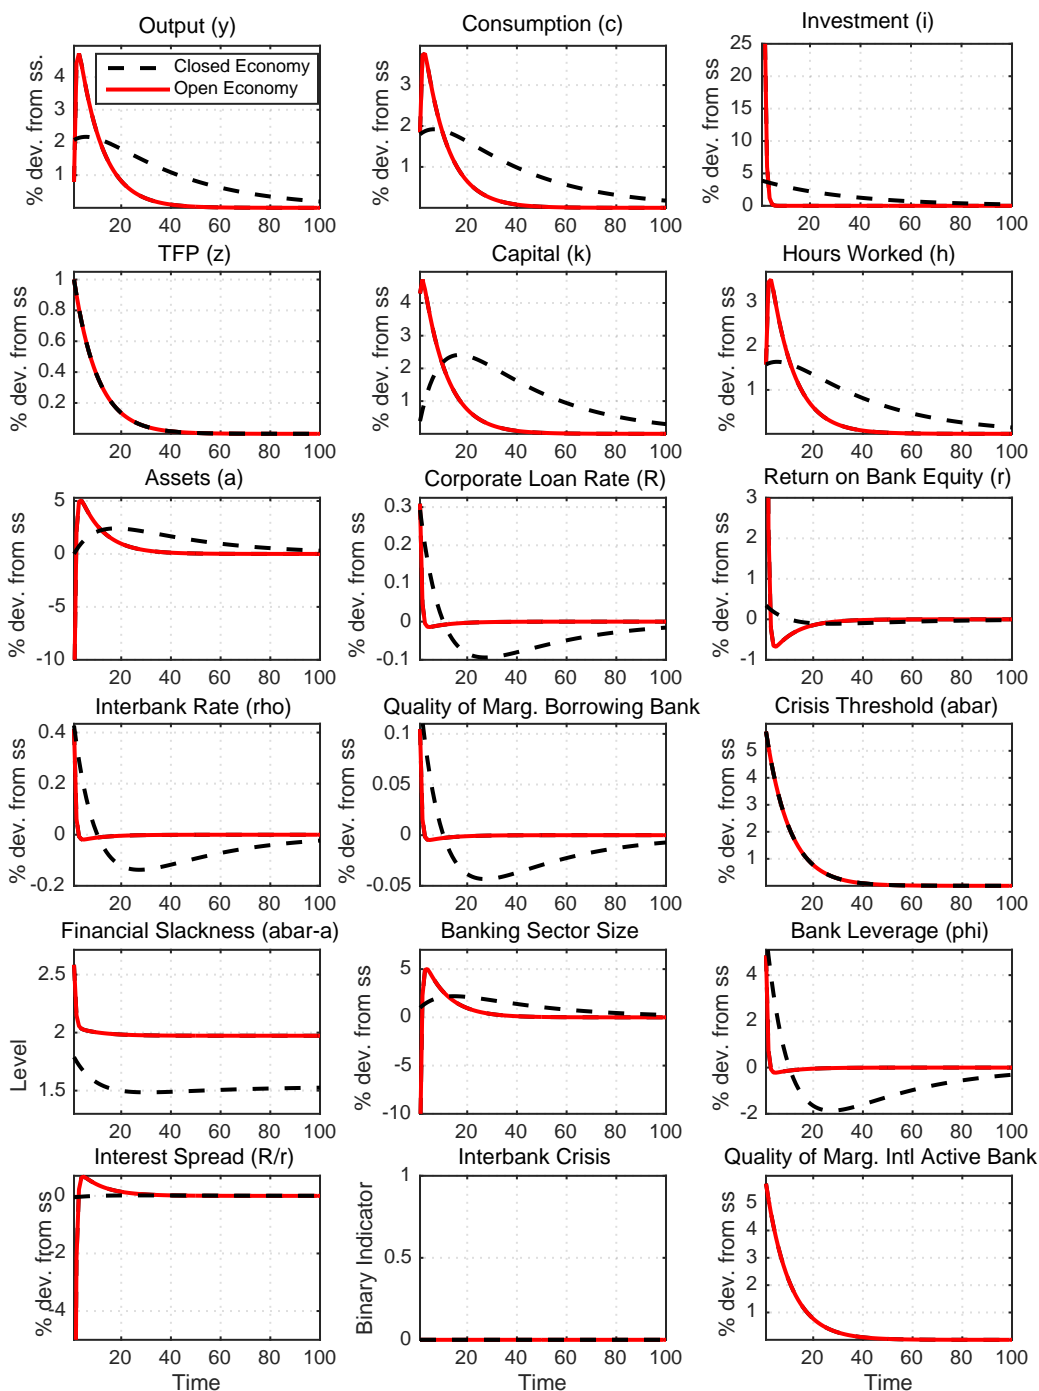 Output (y)
% dev. from ss.
4
3
2
1
20 40 60 80 100
Closed Economy
Open Economy
Consumption (c)
% dev. from ss
3
2
1
20 40 60 80 100
Investment (i)
% dev. from ss
25
20
15
10
5
0
20 40 60 80 100
TFP (z)
% dev. from ss
1
0.8
0.6
0.4
0.2
20 40 60 80 100
Capital (k)
% dev. from ss
4
3
2
1
20 40 60 80 100
Hours Worked (h)
% dev. from ss
3
2
1
20 40 60 80 100
Assets (a)
% dev. from ss
5
0
-5
-10
20 40 60 80 100
Corporate Loan Rate (R)
% dev. from ss
0.3
0.2
0.1
0
-0.1
20 40 60 80 100
Return on Bank Equity (r)
% dev. from ss
3
2
1
0
-1
20 40 60 80 100
Interbank Rate (rho)
% dev. from ss
0.4
0.2
0
-0.2
20 40 60 80 100
Quality of Marg. Borrowing Bank
% dev. from ss
0.1
0.05
0
-0.05
20 40 60 80 100
Crisis Threshold (abar)
% dev. from ss
5
4
3
2
1
20 40 60 80 100
Financial Slackness (abar-a)
Level
2.5
2
1.5
20 40 60 80 100
Banking Sector Size
% dev. from ss
5
0
-5
-10
20 40 60 80 100
Bank Leverage (phi)
% dev. from ss
4
2
0
-2
20 40 60 80 100
Interest Spread (R/r)
% dev. from ss
0
-2
-4
20 40 60 80 100
Time
Interbank Crisis
Binary Indicator
1
0.5
0
20 40 60 80 100
Time
Quality of Marg. Intl Active Bank
% dev. from ss
5
4
3
2
1
20 40 60 80 100
Time